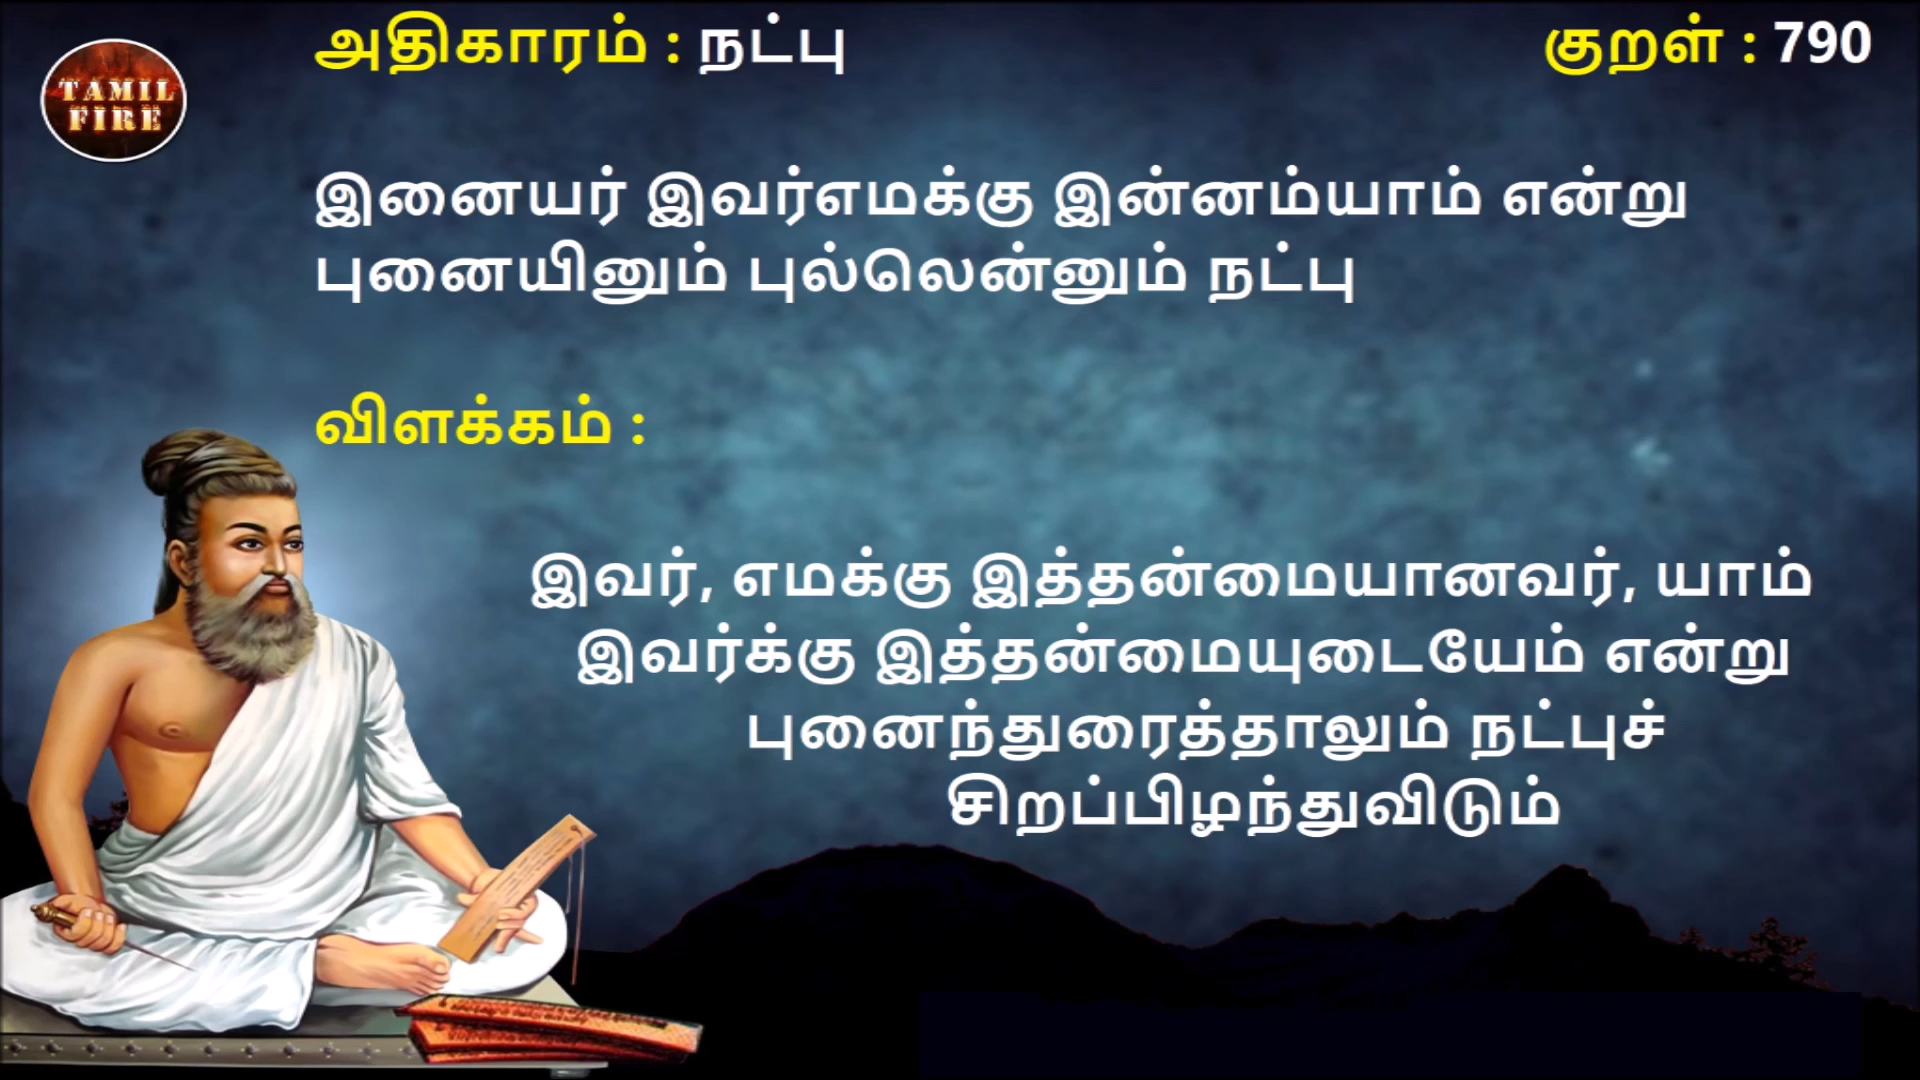 அதிகாரம் : நட்பு
குறள் : 790
TAMIL
FIRE
இனையர் இவர்எமக்கு இன்னம்யாம் என்று
புனையினும் புல்லென்னும் நட்பு
விளக்கம் :
இவர், எமக்கு இத்தன்மையானவர், யாம்
இவர்க்கு இத்தன்மையுடையேம் என்று
புனைந்துரைத்தாலும் நட்புச்
சிறப்பிழந்துவிடும்